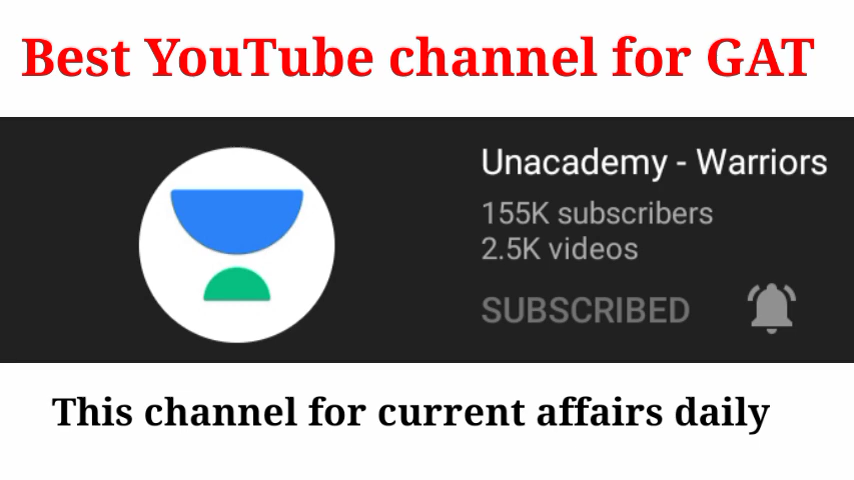 Best YouTube channel for GAT
Unacademy - Warriors
155K subscribers
2.5K videos
SUBSCRIBED
This channel for current affairs daily